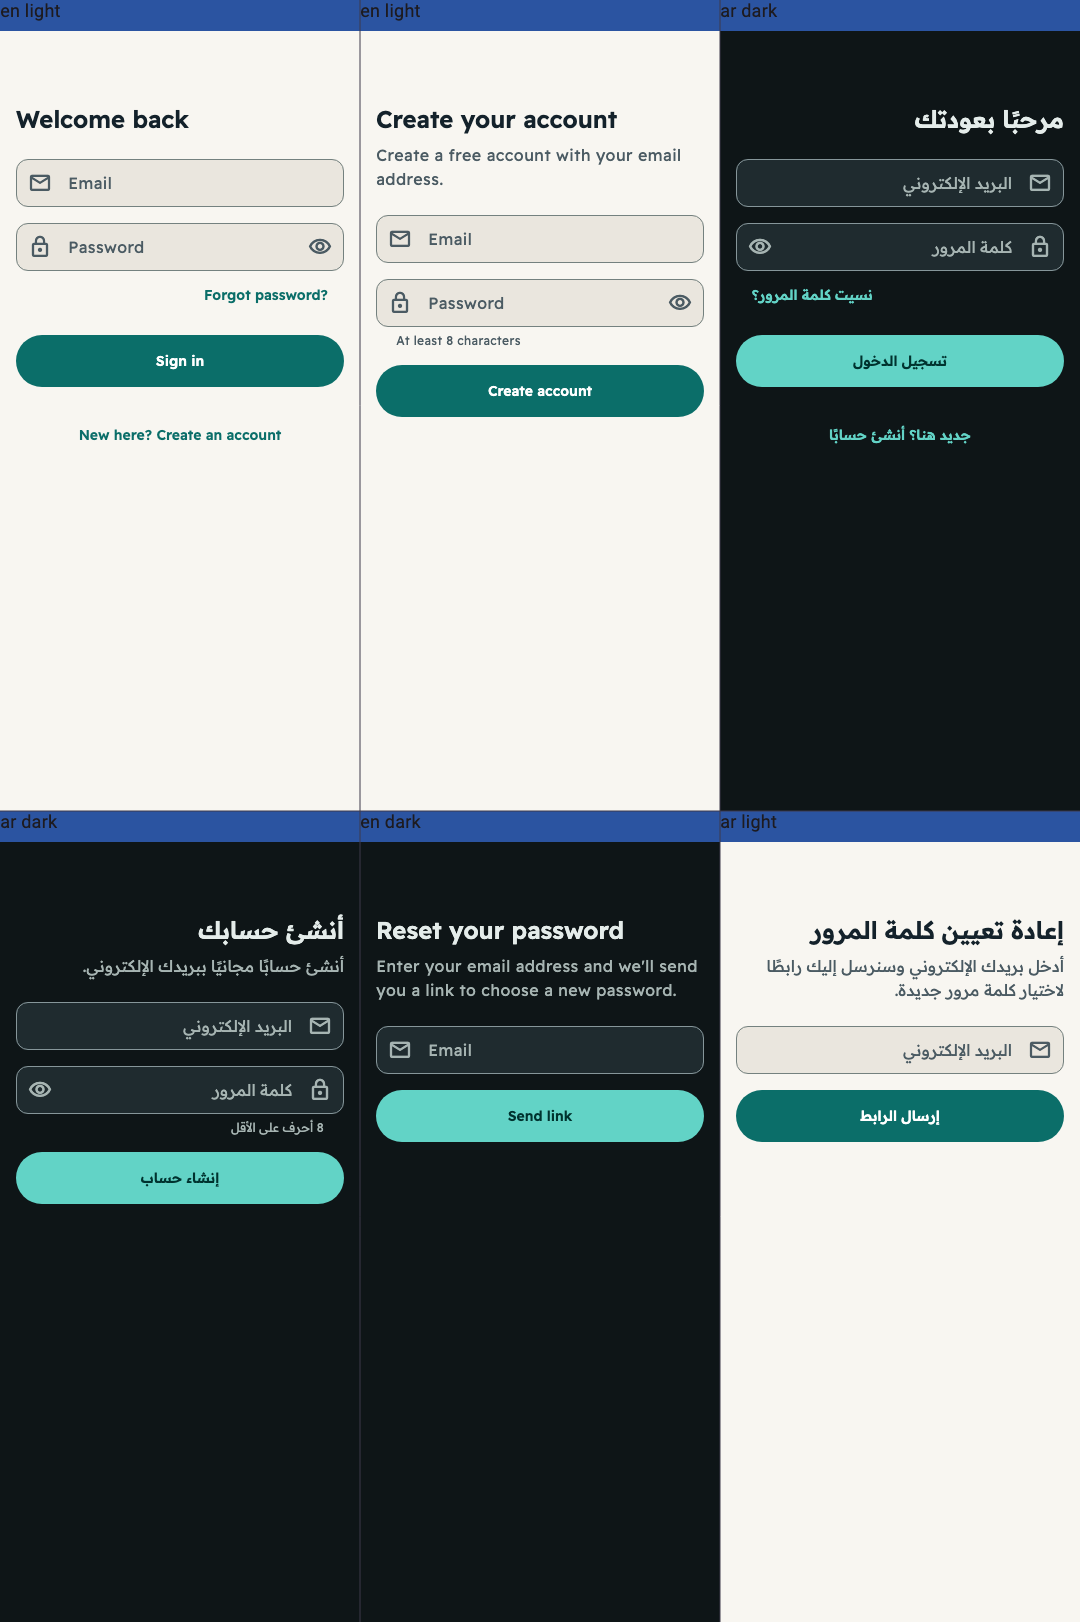 en light
Welcome back
Email
Password
Forgot password?
Sign in
New here? Create an account
en light
Create your account
Create a free account with your email
address.
Email
Password
At least 8 characters
Create account
ar dark
مرحبًا بعودتك
البريد الإلكتروني
كلمة المرور
نسيت كلمة المرور؟
تسجيل الدخول
جديد هنا؟ أنشئ حسابًا
ar dark
أنشئ حسابك
أنشئ حسابًا مجانيًا ببريدك الإلكتروني.
البريد الإلكتروني
كلمة المرور
8 أحرف على الأقل
إنشاء حساب
en dark
Reset your password
Enter your email address and we'll send
you a link to choose a new password.
Email
Send link
ar light
إعادة تعيين كلمة المرور
أدخل بريدك الإلكتروني وسنرسل إليك رابطًا
لاختيار كلمة مرور جديدة.
البريد الإلكتروني
إرسال الرابط